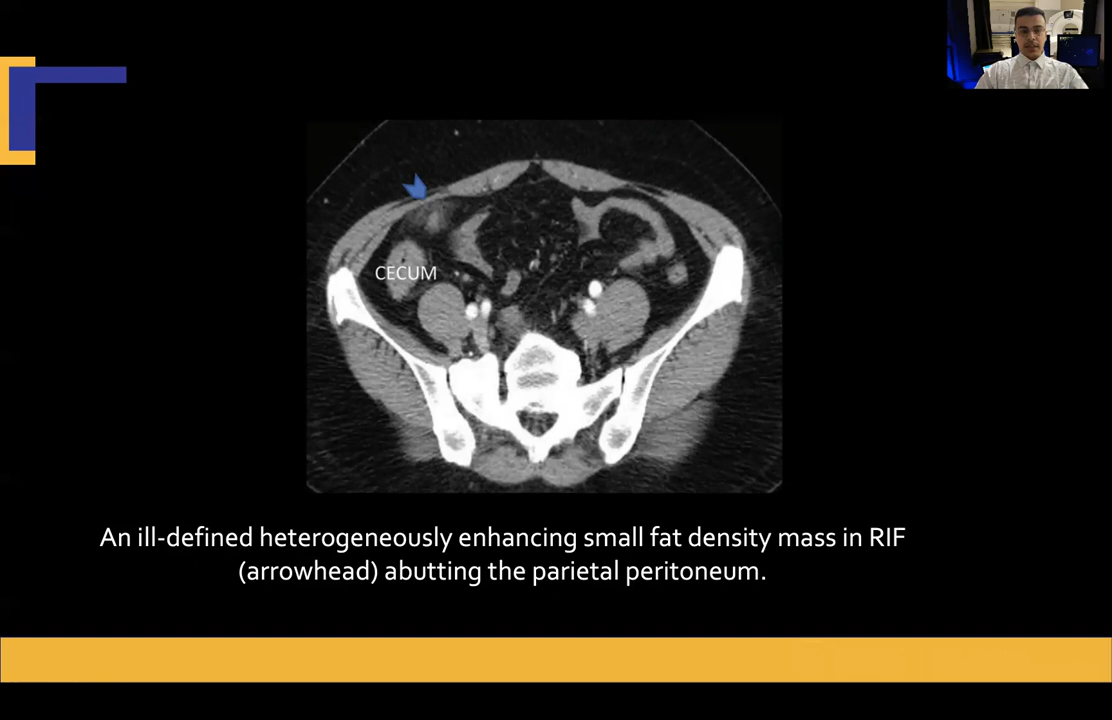 CECUM
An ill-defined heterogeneously enhancing small fat density mass in RIF
(arrowhead) abutting the parietal peritoneum.